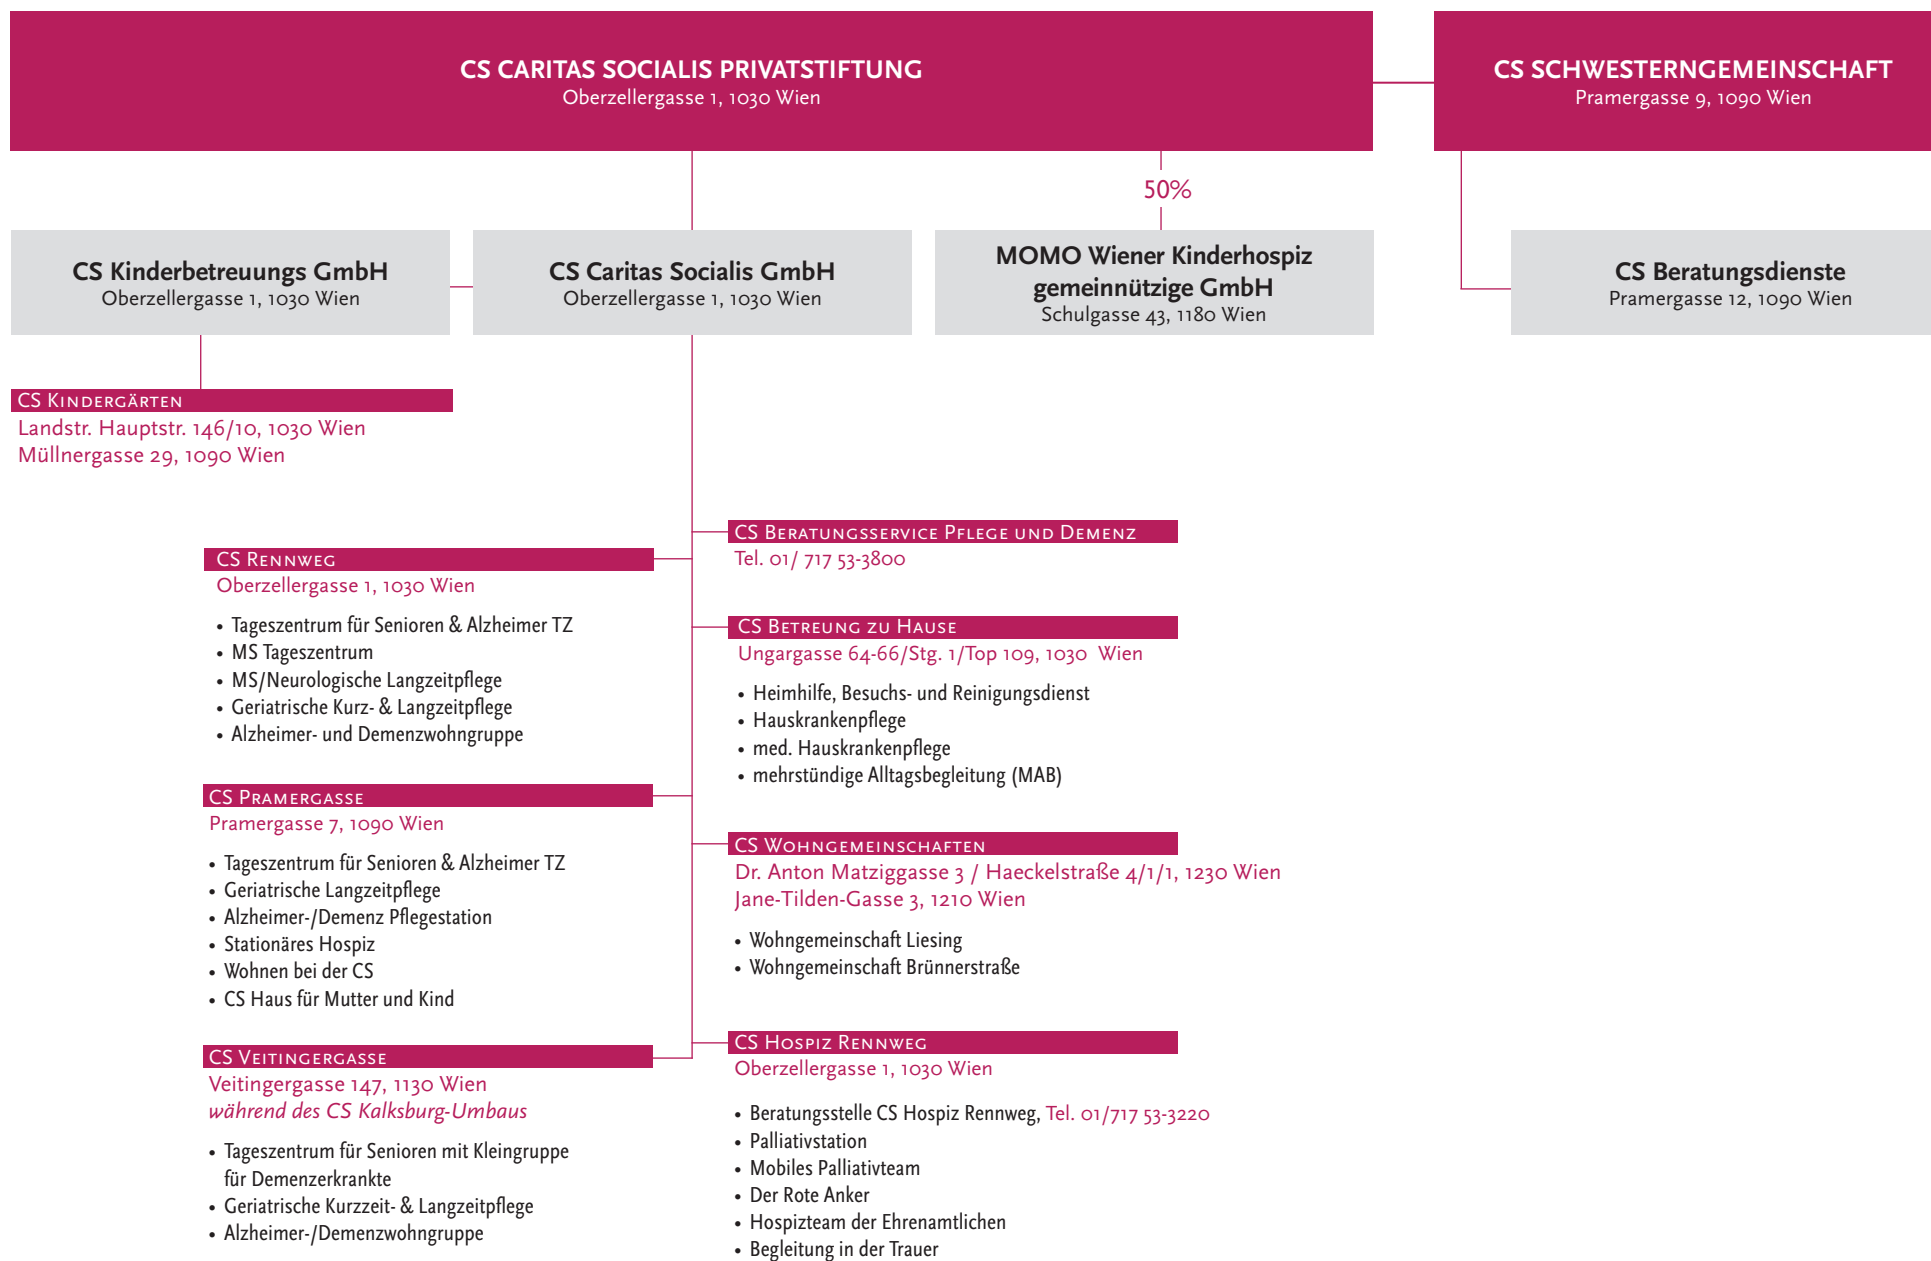 CS CARITAS SOCIALIS PRIVATSTIFTUNG
Oberzellergasse 1, 1030 Wien
CS SCHWESTERNGEMEINSCHAFT
Pramergasse 9, 1090 Wien
50%
CS Kinderbetreuungs GmbH
Oberzellergasse 1, 1030 Wien
CS Caritas Socialis GmbH
Oberzellergasse 1, 1030 Wien
MOMO Wiener Kinderhospiz
gemeinnützige GmbH
Schulgasse 43, 1180 Wien
CS Beratungsdienste
Pramergasse 12, 1090 Wien
CS Kindergärten
Landstr. Hauptstr. 146/10, 1030 Wien
Müllnergasse 29, 1090 Wien
CS Rennweg
Oberzellergasse 1, 1030 Wien
• Tageszentrum für Senioren & Alzheimer TZ
• MS Tageszentrum
• MS/Neurologische Langzeitpflege
• Geriatrische Kurz- & Langzeitpflege
• Alzheimer- und Demenzwohngruppe
CS Pramergasse
Pramergasse 7, 1090 Wien
• Tageszentrum für Senioren & Alzheimer TZ
• Geriatrische Langzeitpflege
• Alzheimer-/Demenz Pflegestation
• Stationäres Hospiz
• Wohnen bei der CS
• CS Haus für Mutter und Kind
CS Veitingergasse
Veitingergasse 147, 1130 Wien
während des CS Kalksburg-Umbaus
• Tageszentrum für Senioren mit Kleingruppe
für Demenzerkrankte
• Geriatrische Kurzzeit- & Langzeitpflege
• Alzheimer-/Demenzwohngruppe
CS Beratungsservice Pflege und Demenz
Tel. 01/ 717 53-3800
CS Betreung zu Hause
Ungargasse 64-66/Stg. 1/Top 109, 1030 Wien
• Heimhilfe, Besuchs- und Reinigungsdienst
• Hauskrankenpflege
• med. Hauskrankenpflege
• mehrstündige Alltagsbegleitung (MAB)
CS Wohngemeinschaften
Dr. Anton Matziggasse 3 / Haeckelstraße 4/1/1, 1230 Wien
Jane-Tilden-Gasse 3, 1210 Wien
• Wohngemeinschaft Liesing
• Wohngemeinschaft Brünnerstraße
CS Hospiz Rennweg
Oberzellergasse 1, 1030 Wien
• Beratungsstelle CS Hospiz Rennweg, Tel. 01/717 53-3220
• Palliativstation
• Mobiles Palliativteam
• Der Rote Anker
• Hospizteam der Ehrenamtlichen
• Begleitung in der Trauer